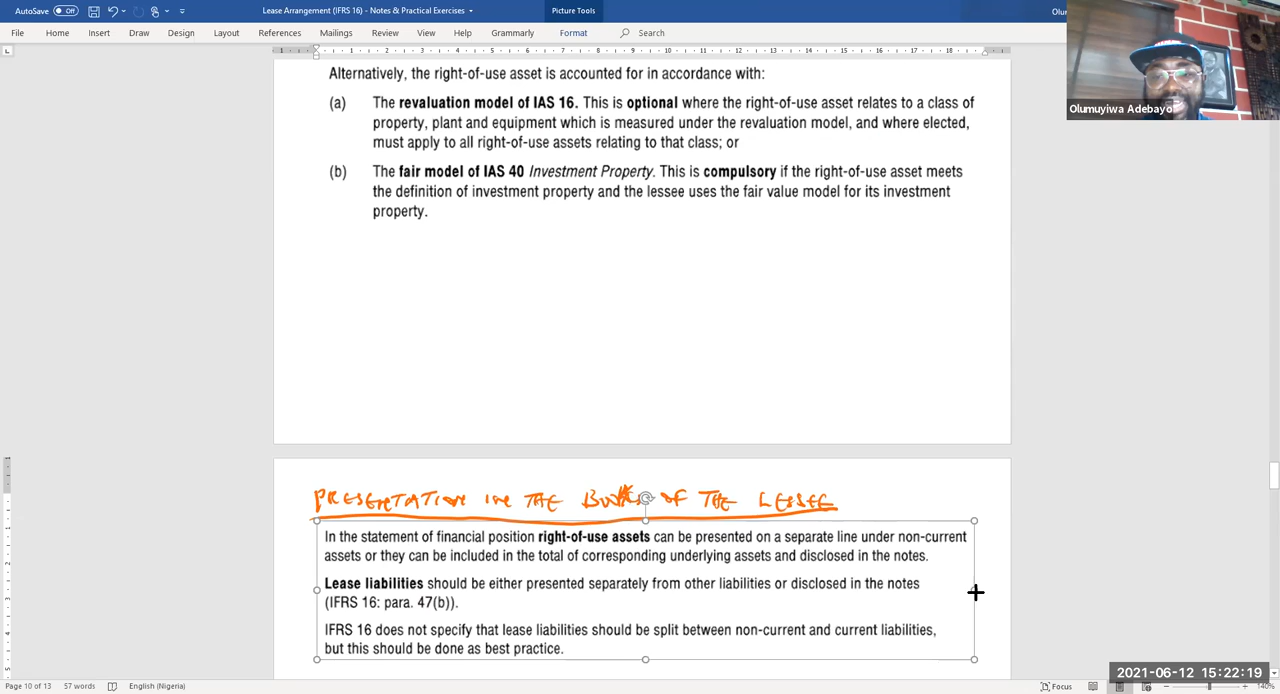 AutoSave Off
Lease Arrangement (IFRS 16) - Notes & Practical Exercises
Picture Tools
Olu
File Home Insert Draw Design Layout References Mailings Review View Help Grammarly Format Search
Olumuyiwa Adebayo
Alternatively, the right-of-use asset is accounted for in accordance with:
(a) The revaluation model of IAS 16. This is optional where the right-of-use asset relates to a class of
property, plant and equipment which is measured under the revaluation model, and where elected,
must apply to all right-of-use assets relating to that class; or
(b) The fair model of IAS 40 Investment Property. This is compulsory if the right-of-use asset meets
the definition of investment property and the lessee uses the fair value model for its investment
property.
PRESENTATION IN THE BOOKS OF THE LESSEE
In the statement of financial position right-of-use assets can be presented on a separate line under non-current
assets or they can be included in the total of corresponding underlying assets and disclosed in the notes.
Lease liabilities should be either presented separately from other liabilities or disclosed in the notes
(IFRS 16: para. 47(b)).
IFRS 16 does not specify that lease liabilities should be split between non-current and current liabilities,
but this should be done as best practice.
2021-06-12 15:22:19
Page 10 of 13 57 words English (Nigeria) Focus 140%